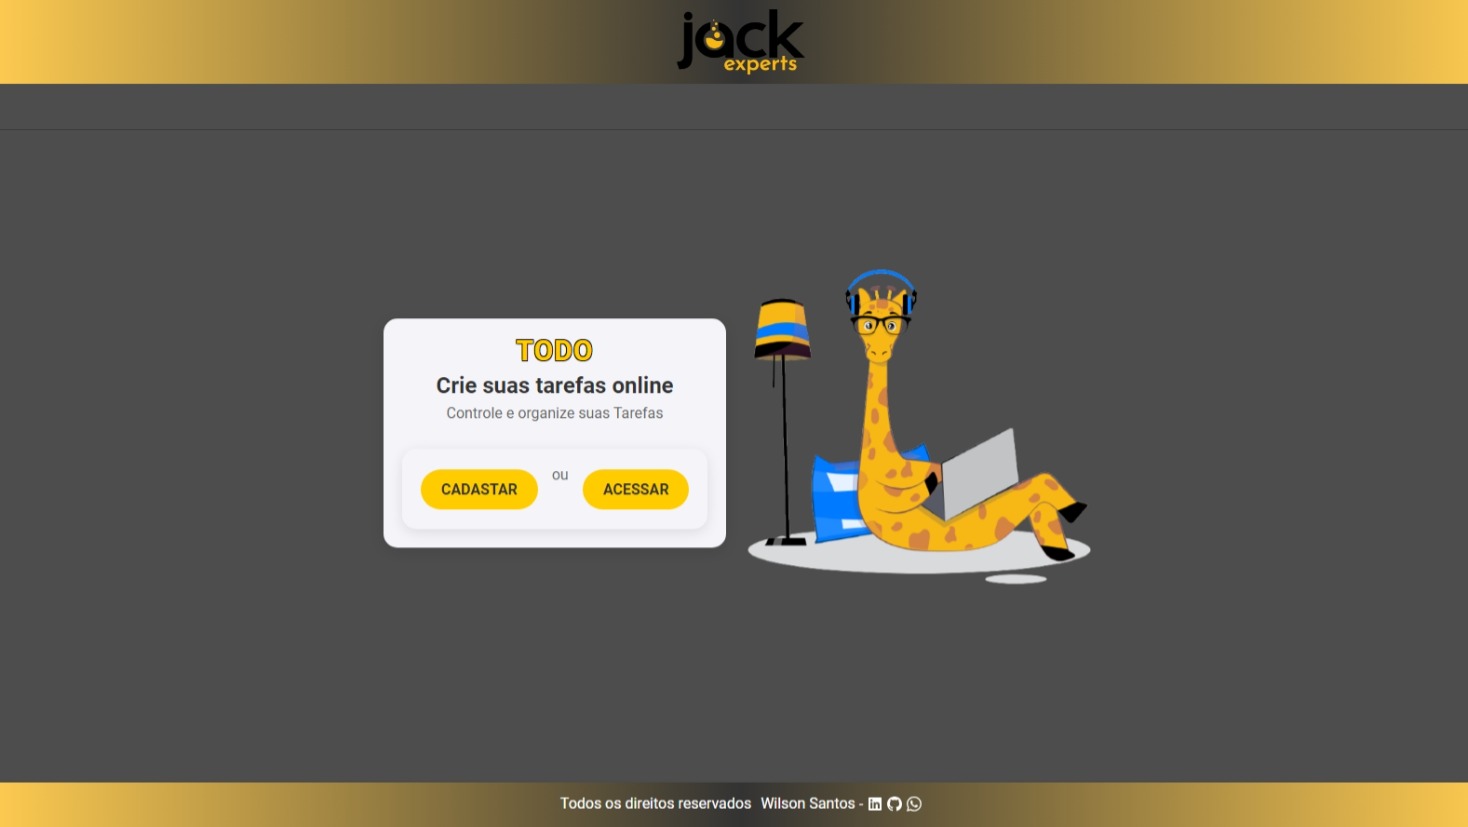 jack
experts
TODO
Crie suas tarefas online
Controle e organize suas Tarefas
CADASTAR ou ACESSAR
Todos os direitos reservados Wilson Santos -